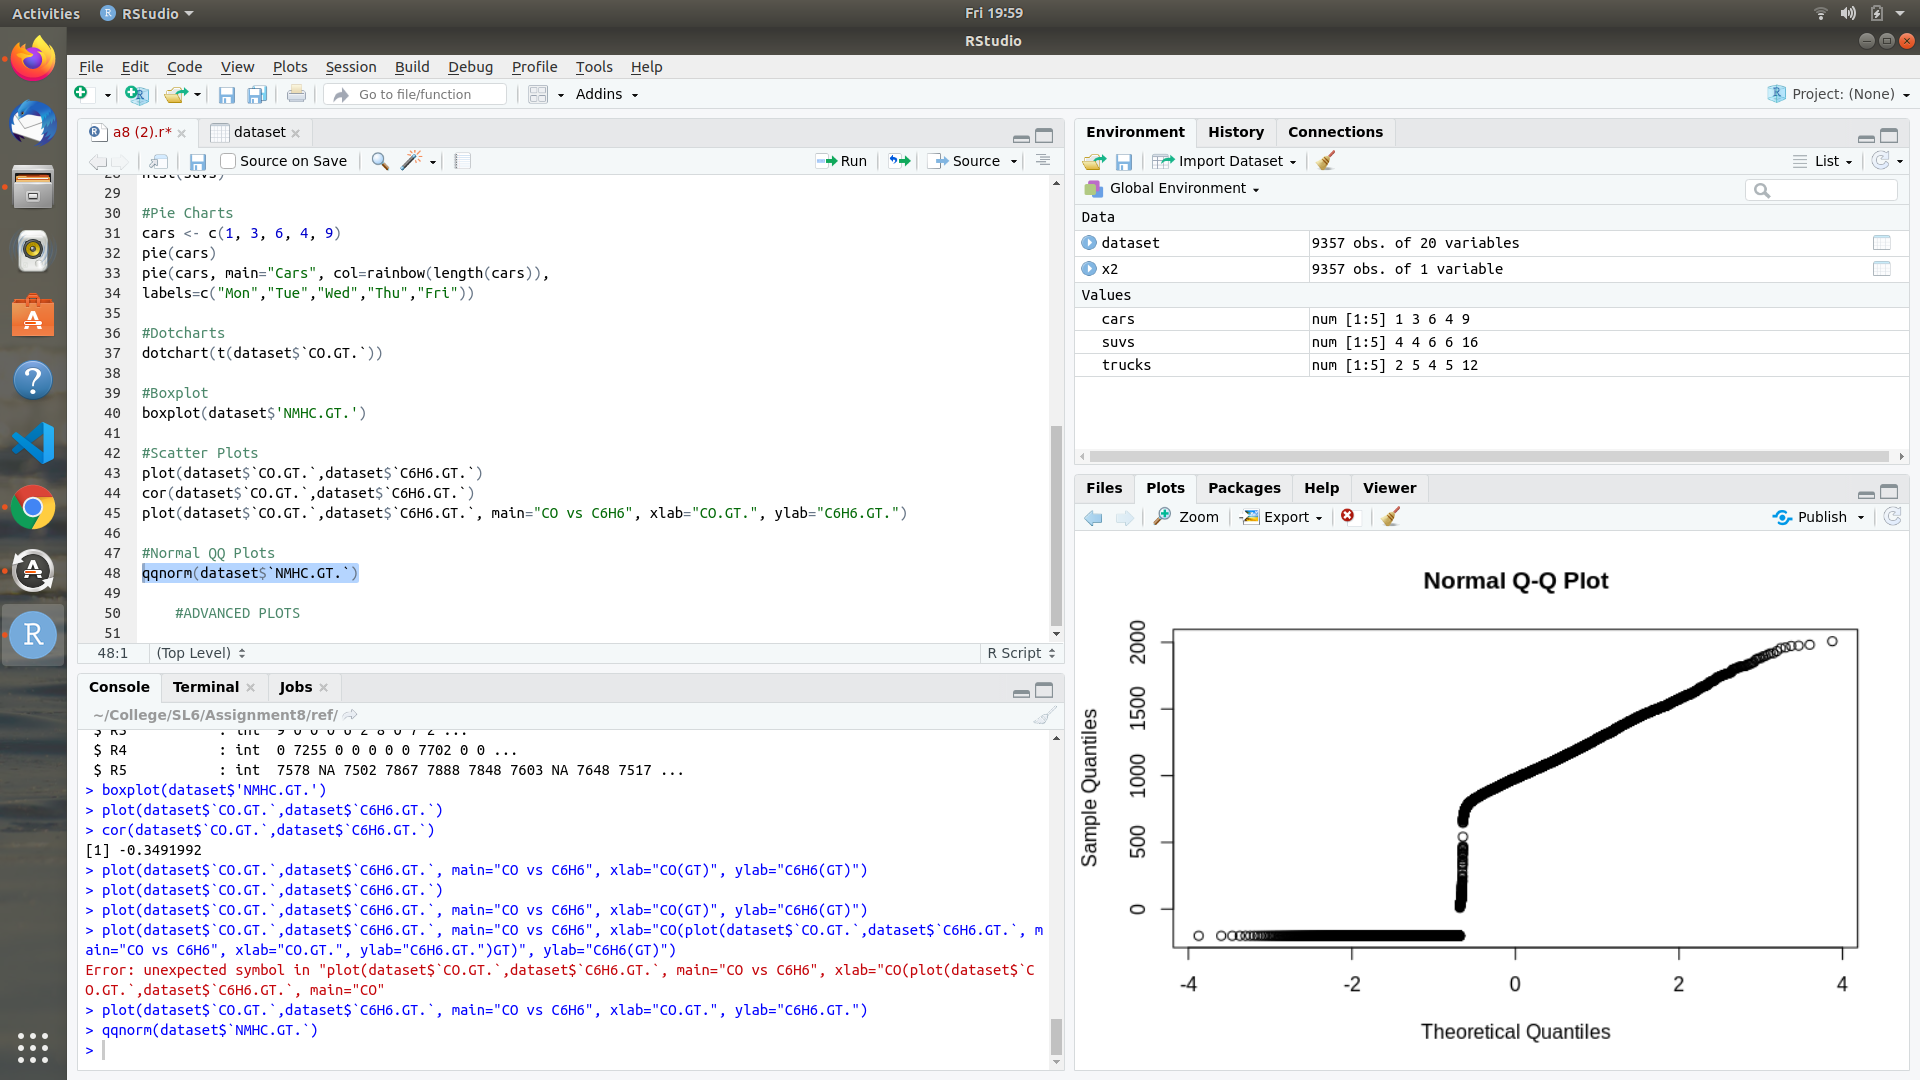 Activities
RStudio
Fri 19:59
RStudio
File Edit Code View Plots Session Build Debug Profile Tools Help
Go to file/function
Addins
Project: (None)
a8 (2).r*
dataset
Source on Save
Run
Source
29
30 #Pie Charts
31 cars <- c(1, 3, 6, 4, 9)
32 pie(cars)
33 pie(cars, main="Cars", col=rainbow(length(cars)),
34 labels=c("Mon","Tue","Wed","Thu","Fri"))
35
36 #Dotcharts
37 dotchart(t(dataset$`CO.GT.`))
38
39 #Boxplot
40 boxplot(dataset$'NMHC.GT.')
41
42 #Scatter Plots
43 plot(dataset$`CO.GT.`,dataset$`C6H6.GT.`)
44 cor(dataset$`CO.GT.`,dataset$`C6H6.GT.`)
45 plot(dataset$`CO.GT.`,dataset$`C6H6.GT.`, main="CO vs C6H6", xlab="CO.GT.", ylab="C6H6.GT.")
46
47 #Normal QQ Plots
48 qqnorm(dataset$`NMHC.GT.`)
49
50 #ADVANCED PLOTS
51
48:1 (Top Level)
R Script
Console Terminal Jobs
~/College/SL6/Assignment8/ref/
$ R4 : int 0 7255 0 0 0 0 0 7702 0 0 ...
$ R5 : int 7578 NA 7502 7867 7888 7848 7603 NA 7648 7517 ...
> boxplot(dataset$'NMHC.GT.')
> plot(dataset$`CO.GT.`,dataset$`C6H6.GT.`)
> cor(dataset$`CO.GT.`,dataset$`C6H6.GT.`)
[1] -0.3491992
> plot(dataset$`CO.GT.`,dataset$`C6H6.GT.`, main="CO vs C6H6", xlab="CO(GT)", ylab="C6H6(GT)")
> plot(dataset$`CO.GT.`,dataset$`C6H6.GT.`)
> plot(dataset$`CO.GT.`,dataset$`C6H6.GT.`, main="CO vs C6H6", xlab="CO(GT)", ylab="C6H6(GT)")
> plot(dataset$`CO.GT.`,dataset$`C6H6.GT.`, main="CO vs C6H6", xlab="CO(plot(dataset$`CO.GT.`,dataset$`C6H6.GT.`, m
ain="CO vs C6H6", xlab="CO.GT.", ylab="C6H6.GT.")GT)", ylab="C6H6(GT)")
Error: unexpected symbol in "plot(dataset$`CO.GT.`,dataset$`C6H6.GT.`, main="CO vs C6H6", xlab="CO(plot(dataset$`C
O.GT.`,dataset$`C6H6.GT.`, main="CO"
> plot(dataset$`CO.GT.`,dataset$`C6H6.GT.`, main="CO vs C6H6", xlab="CO.GT.", ylab="C6H6.GT.")
> qqnorm(dataset$`NMHC.GT.`)
>
Environment History Connections
Import Dataset
List
Global Environment
Data
dataset 9357 obs. of 20 variables
x2 9357 obs. of 1 variable
Values
cars num [1:5] 1 3 6 4 9
suvs num [1:5] 4 4 6 6 16
trucks num [1:5] 2 5 4 5 12
Files Plots Packages Help Viewer
Zoom
Export
Publish
Normal Q-Q Plot
Sample Quantiles
2000
1500
1000
500
0
-4 -2 0 2 4
Theoretical Quantiles